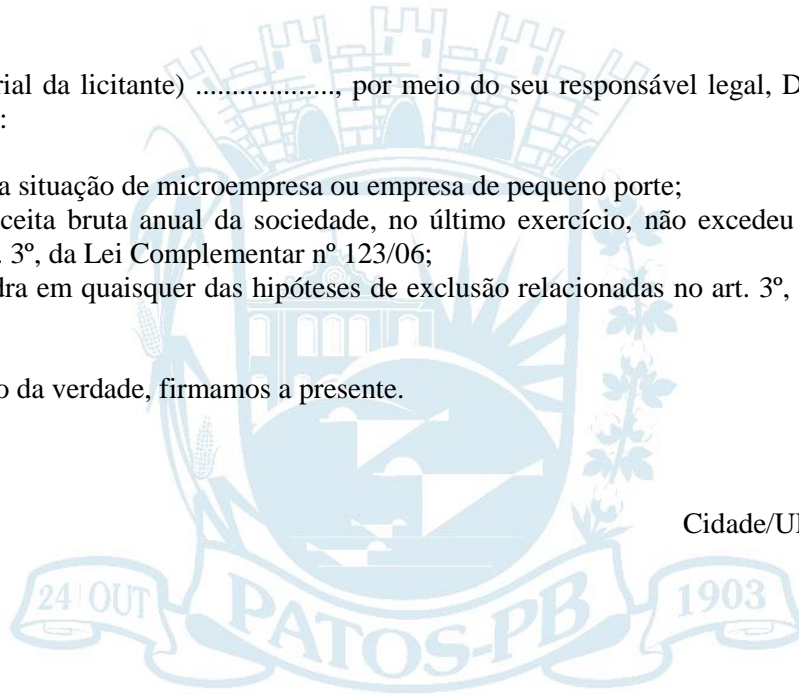 rial da licitante) ..................., por meio do seu responsável legal, D
:
a situação de microempresa ou empresa de pequeno porte;
ceita bruta anual da sociedade, no último exercício, não excedeu
. 3º, da Lei Complementar nº 123/06;
dra em quaisquer das hipóteses de exclusão relacionadas no art. 3º,
o da verdade, firmamos a presente.
Cidade/U
24 OUT
PATOS-PB
1903